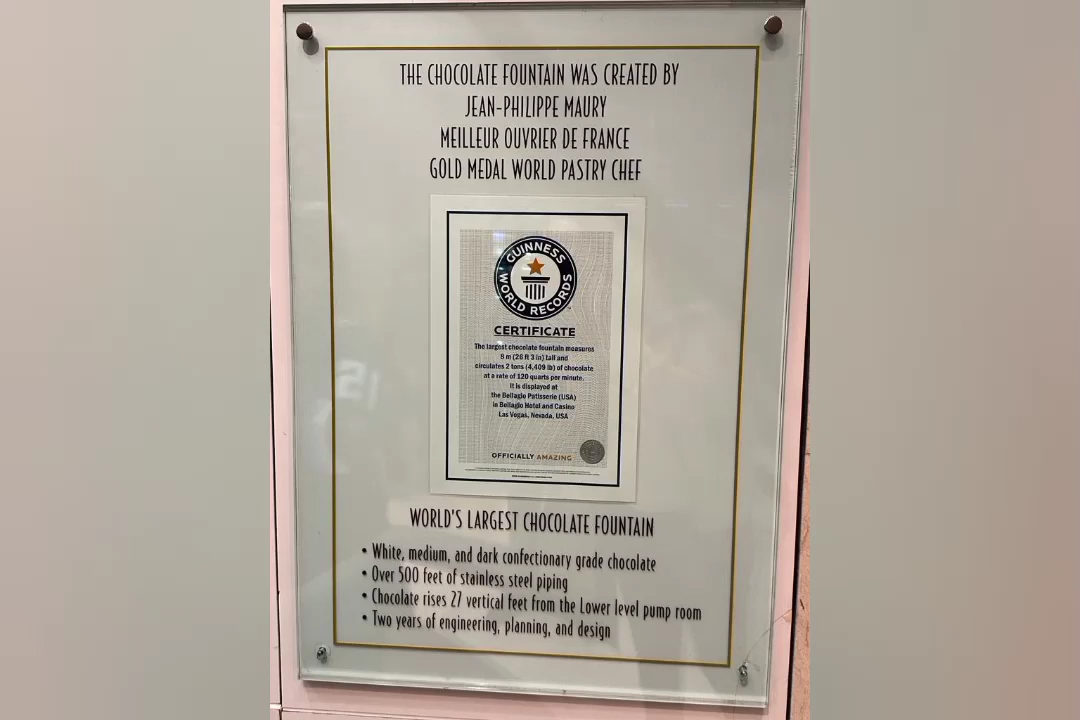 THE CHOCOLATE FOUNTAIN WAS CREATED BY
JEAN-PHILIPPE MAURY
MEILLEUR OUVRIER DE FRANCE
GOLD MEDAL WORLD PASTRY CHEF
GUINNESS
WORLD RECORDS
CERTIFICATE
The largest chocolate fountain measures
8 m (26 ft 3 in) tall and
circulates 2 tons (4,409 lb) of chocolate
at a rate of 120 quarts per minute.
It is displayed at
the Bellagio Patisserie (USA)
in Bellagio Hotel and Casino
Las Vegas, Nevada, USA
OFFICIALLY AMAZING
WORLD'S LARGEST CHOCOLATE FOUNTAIN
• White, medium, and dark confectionary grade chocolate
• Over 500 feet of stainless steel piping
• Chocolate rises 27 vertical feet from the Lower level pump room
• Two years of engineering, planning, and design